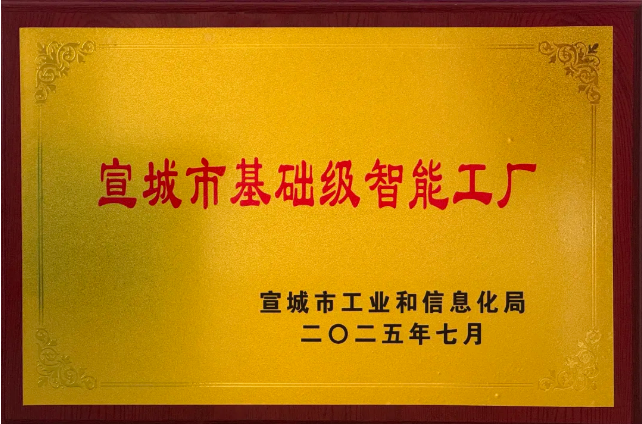 宣城市基础级智能工厂
宣城市工业和信息化局
二〇二五年七月